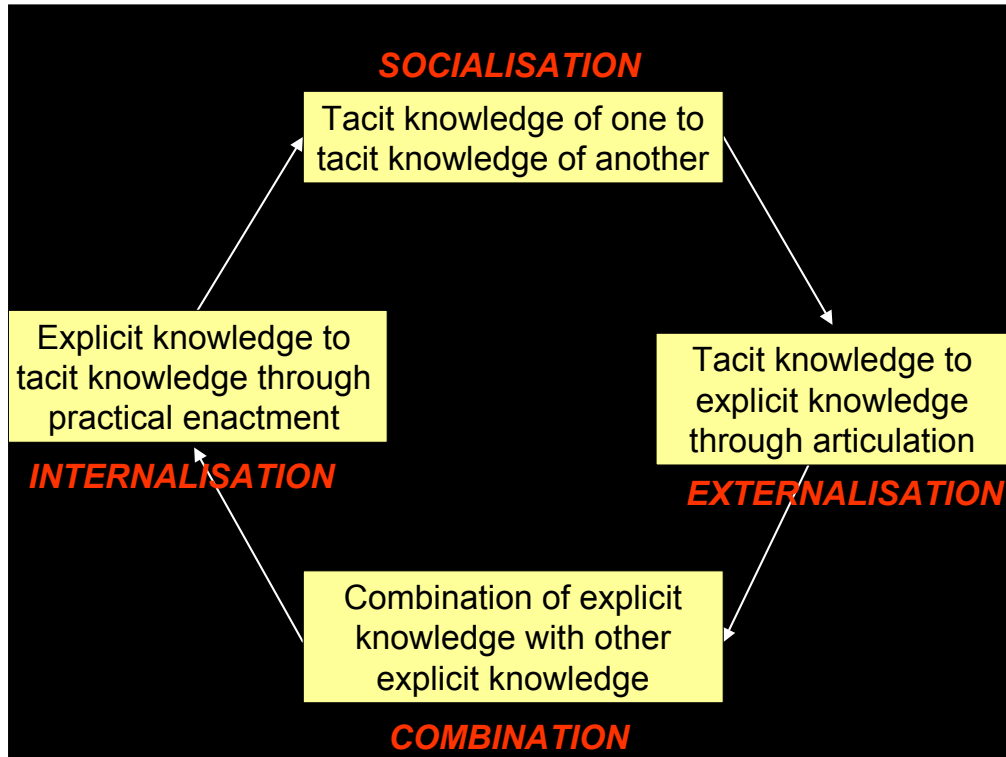 SOCIALISATION
Tacit knowledge of one to
tacit knowledge of another
Explicit knowledge to
tacit knowledge through
practical enactment
INTERNALISATION
Tacit knowledge to
explicit knowledge
through articulation
EXTERNALISATION
Combination of explicit
knowledge with other
explicit knowledge
COMBINATION